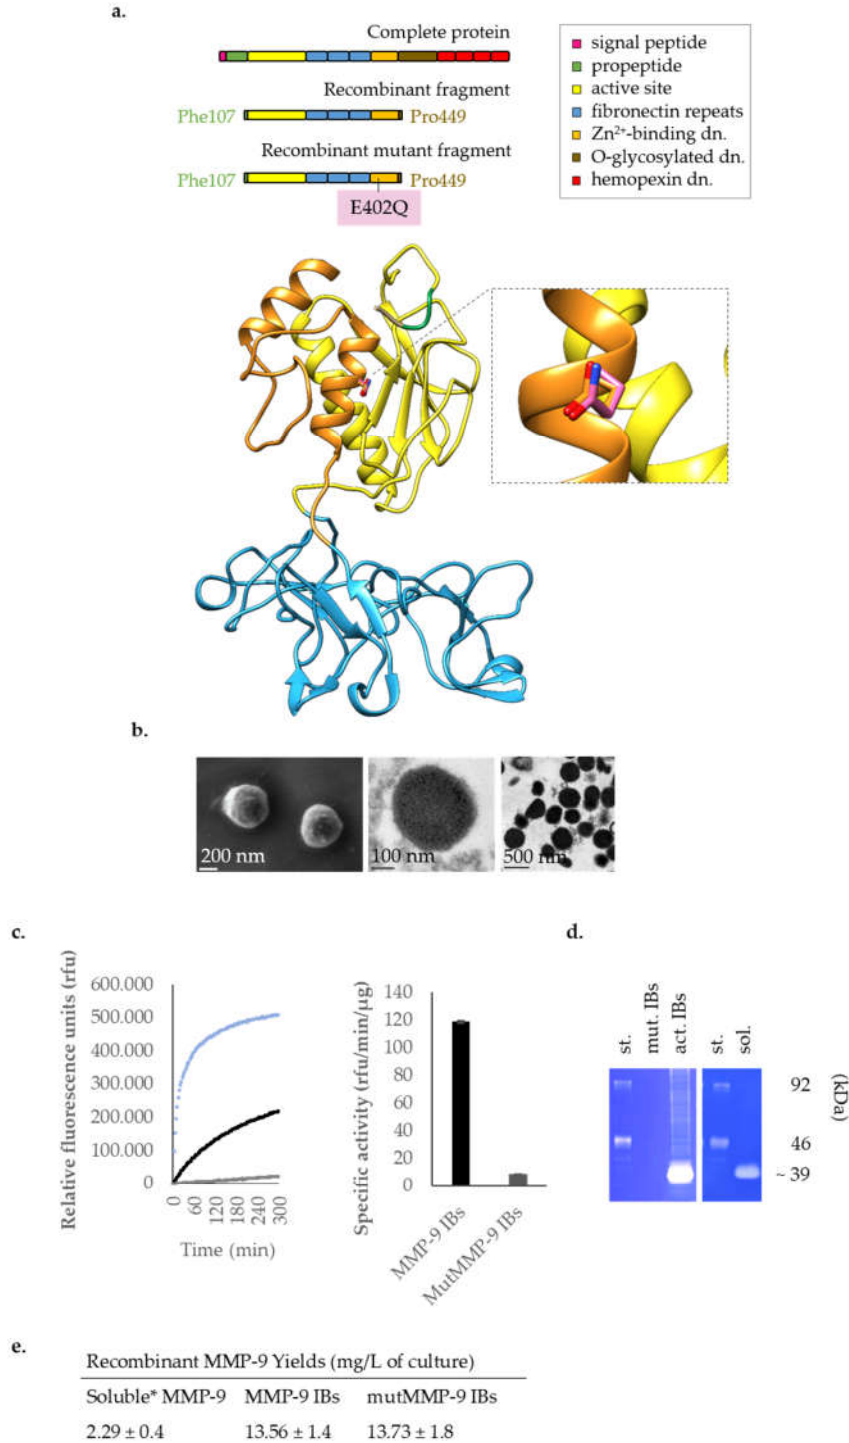 a.
Complete protein
Recombinant fragment
Phe107 Pro449
Recombinant mutant fragment
Phe107 Pro449
E402Q
signal peptide
propeptide
active site
fibronectin repeats
Zn²⁺-binding dn.
O-glycosylated dn.
hemopexin dn.
b.
200 nm
100 nm
500 nm
c.
Relative fluorescence units (rfu)
600.000
500.000
400.000
300.000
200.000
100.000
0
0 60 120 180 240 300
Time (min)
Specific activity (rfu/min/µg)
140
120
100
80
60
40
20
0
MMP-9 IBs
MutMMP-9 IBs
d.
st.
mut. IBs
act. IBs
st.
sol.
92
46
~ 39
(kDa)
e.
Recombinant MMP-9 Yields (mg/L of culture)
Soluble* MMP-9 MMP-9 IBs mutMMP-9 IBs
2.29 ± 0.4 13.56 ± 1.4 13.73 ± 1.8